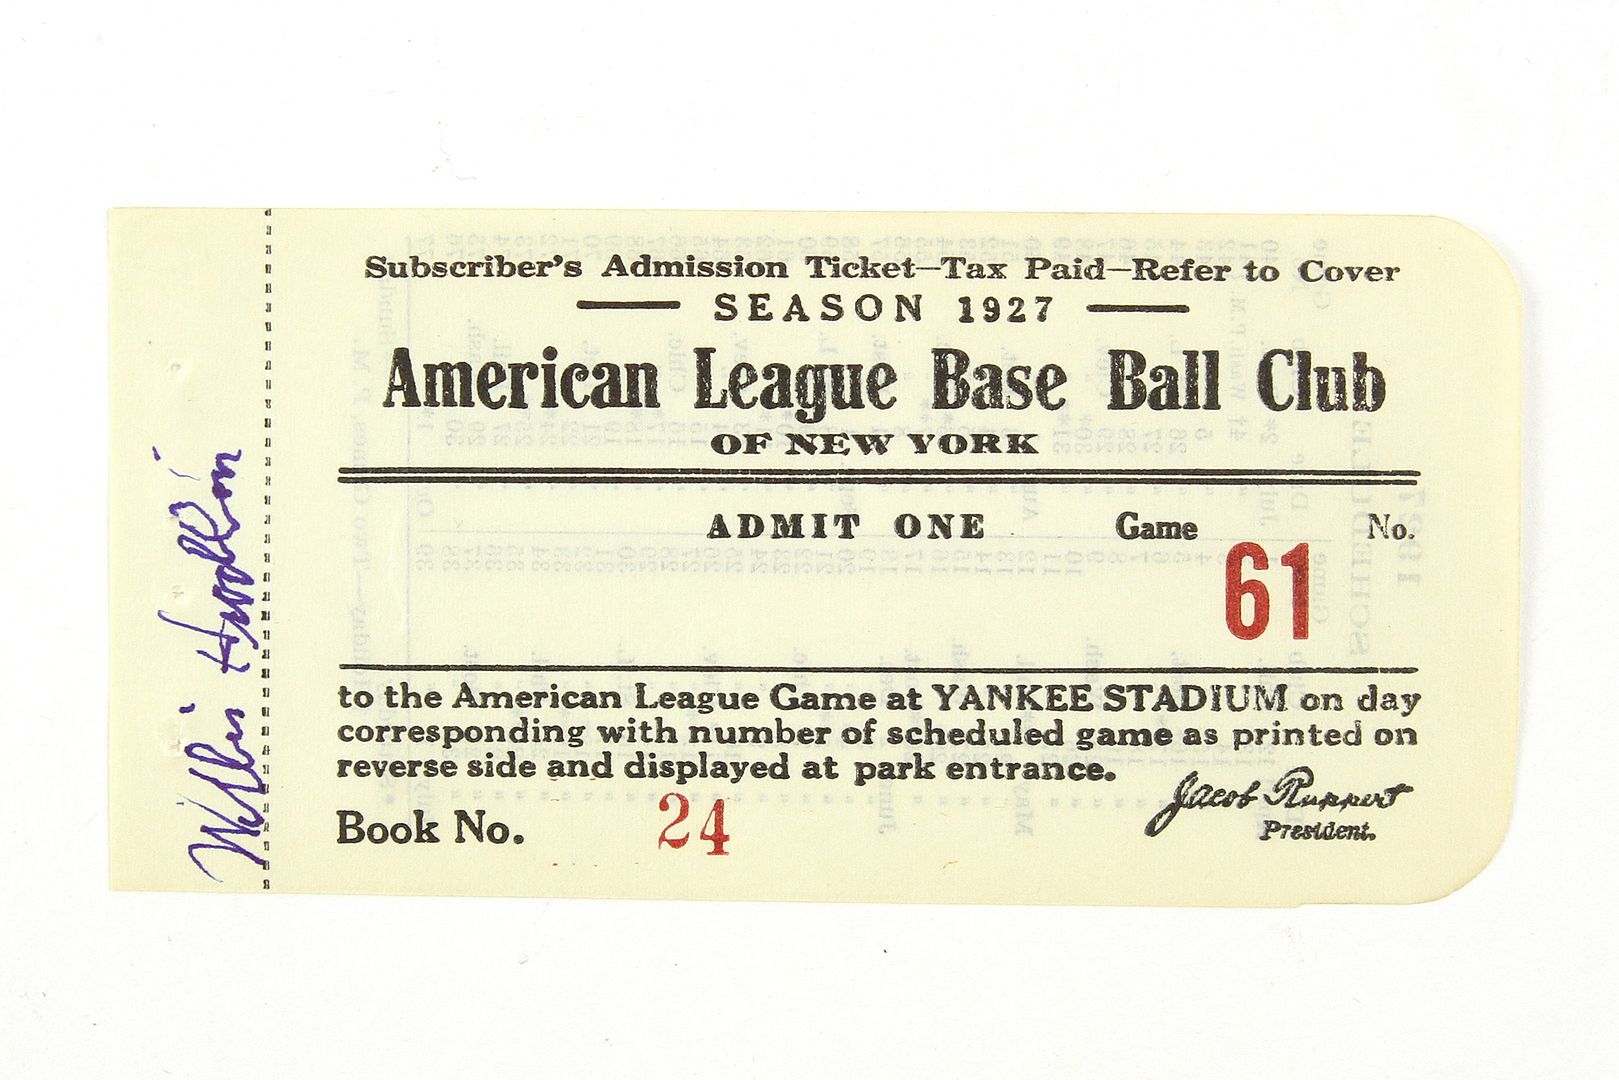 Subscriber's Admission Ticket—Tax Paid—Refer to Cover
SEASON 1927
American League Base Ball Club
OF NEW YORK
ADMIT ONE Game No.
61
to the American League Game at YANKEE STADIUM on day
corresponding with number of scheduled game as printed on
reverse side and displayed at park entrance.
Jacob Ruppert
President.
Book No. 24